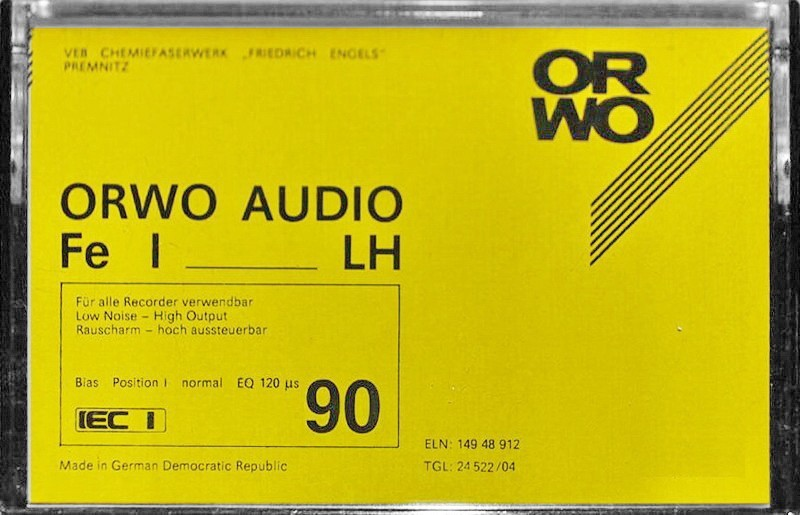 VEB CHEMIEFASERWERK „FRIEDRICH ENGELS“
PREMNITZ
OR
WO
ORWO AUDIO
Fe I ______ LH
Für alle Recorder verwendbar
Low Noise – High Output
Rauscharm – hoch aussteuerbar
Bias Position I normal EQ 120 µs
90
IEC I
ELN: 149 48 912
Made in German Democratic Republic
TGL: 24 522/04